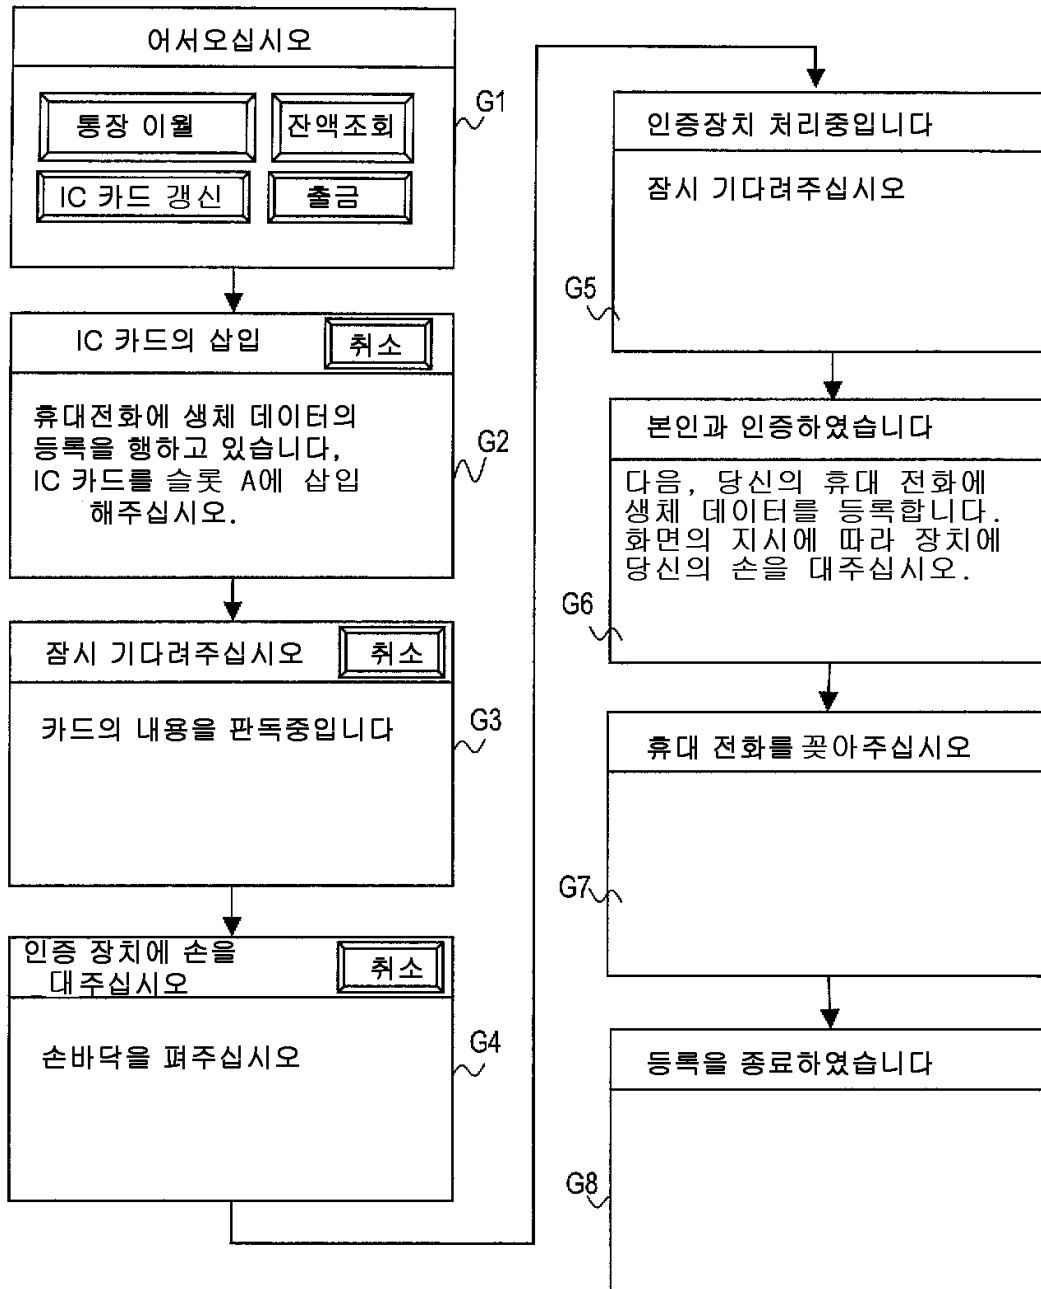 어서오십시오
통장 이월
잔액조회
IC 카드 갱신
출금
G1
IC 카드의 삽입
취소
휴대전화에 생체 데이터의
등록을 행하고 있습니다,
IC 카드를 슬롯 A에 삽입
해주십시오.
G2
잠시 기다려주십시오
취소
카드의 내용을 판독중입니다
G3
인증 장치에 손을
대주십시오
취소
손바닥을 펴주십시오
G4
인증장치 처리중입니다
잠시 기다려주십시오
G5
본인과 인증하였습니다
다음, 당신의 휴대 전화에
생체 데이터를 등록합니다.
화면의 지시에 따라 장치에
당신의 손을 대주십시오.
G6
휴대 전화를 꽂아주십시오
G7
등록을 종료하였습니다
G8